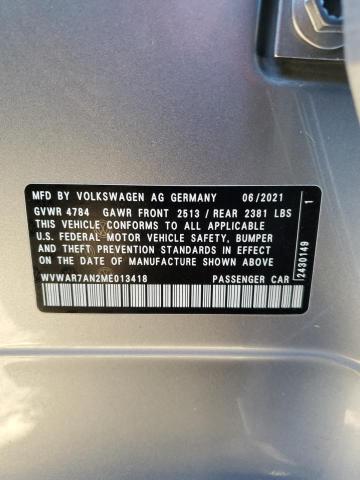 MFD BY VOLKSWAGEN AG GERMANY 06/2021
GVWR 4784 GAWR FRONT 2513 / REAR 2381 LBS
THIS VEHICLE CONFORMS TO ALL APPLICABLE
U.S. FEDERAL MOTOR VEHICLE SAFETY, BUMPER
AND THEFT PREVENTION STANDARDS IN EFFECT
ON THE DATE OF MANUFACTURE SHOWN ABOVE
WVWAR7AN2ME013418 PASSENGER CAR
2430149 1